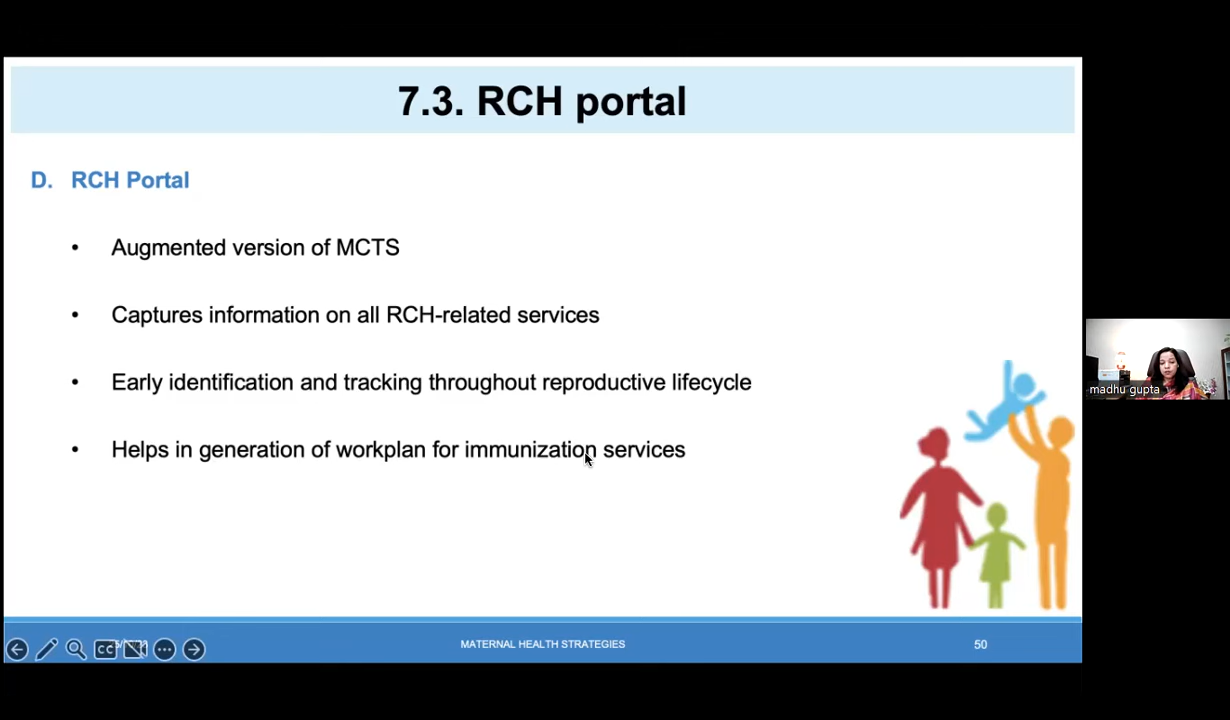 7.3. RCH portal
D. RCH Portal
• Augmented version of MCTS
• Captures information on all RCH-related services
• Early identification and tracking throughout reproductive lifecycle
• Helps in generation of workplan for immunization services
madhu gupta
CC
MATERNAL HEALTH STRATEGIES
50